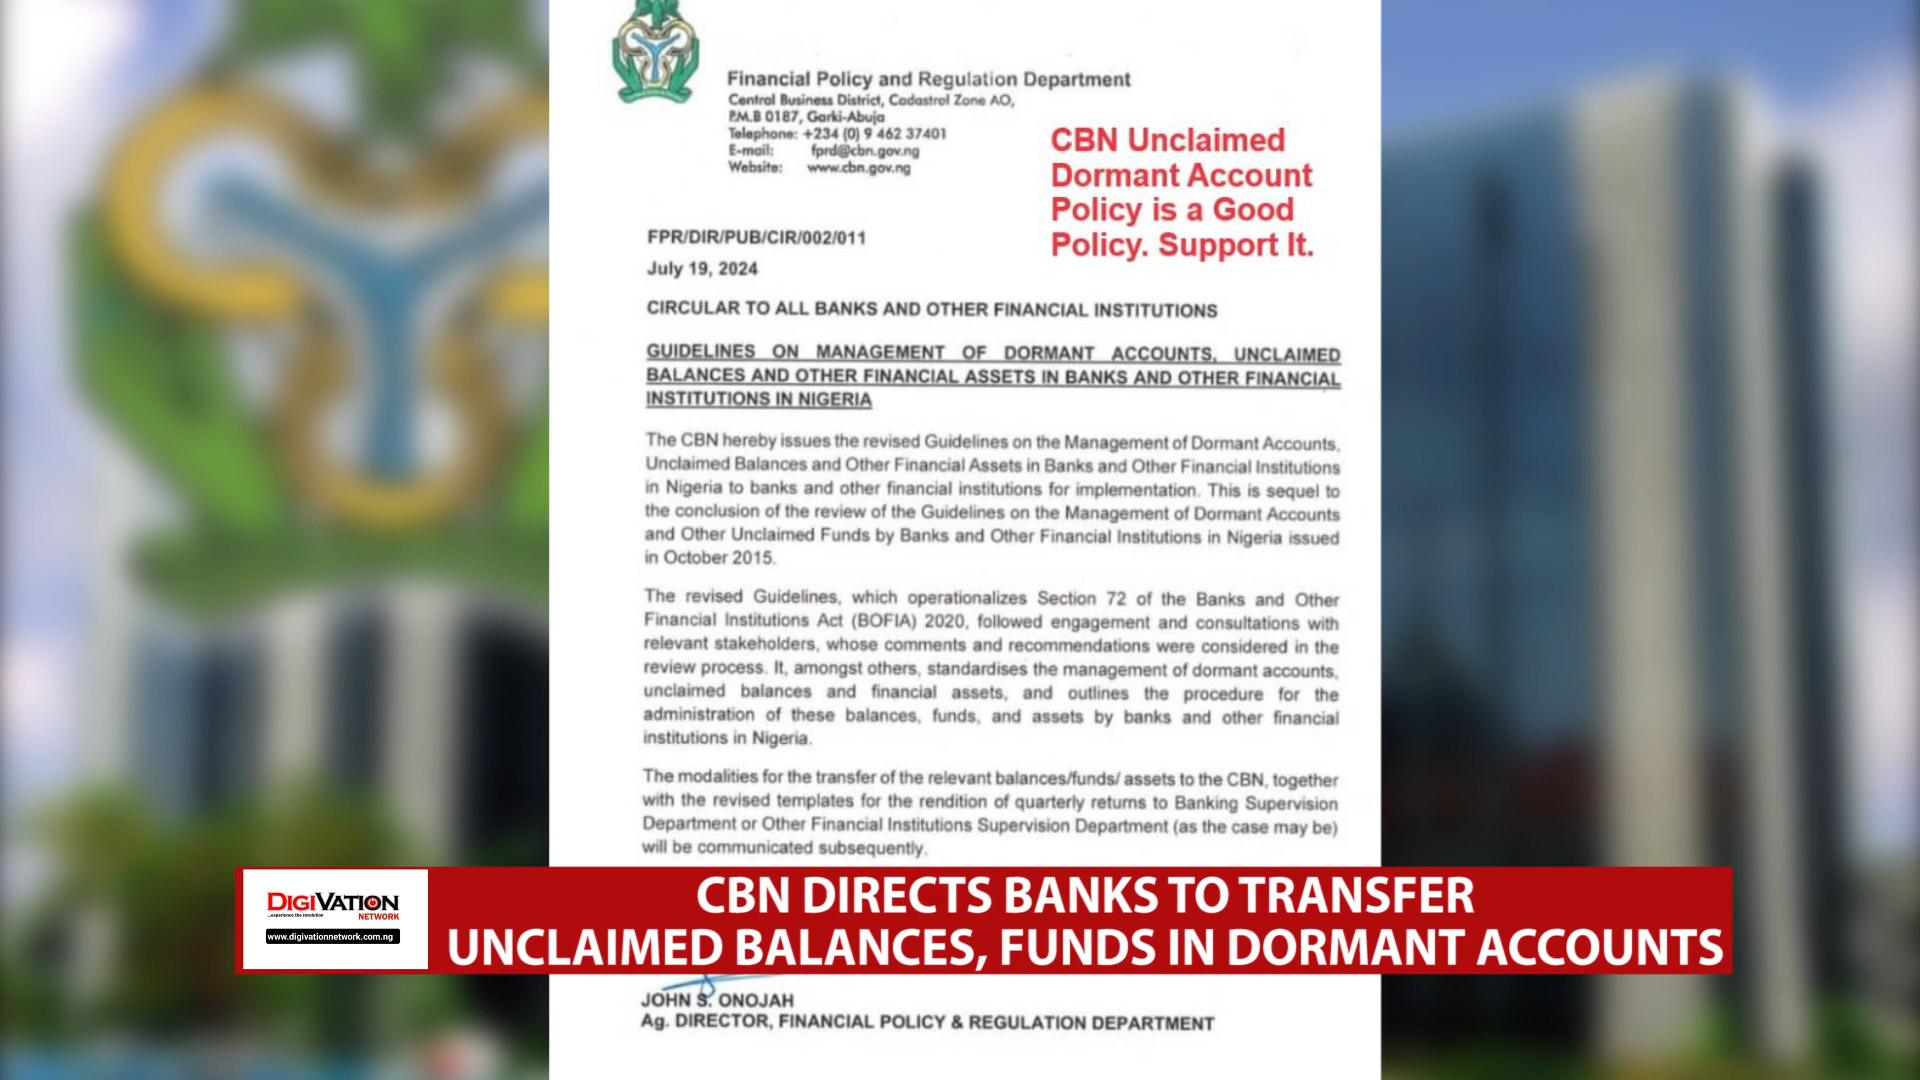 Financial Policy and Regulation Department
Central Business District, Cadastrol Zone AO,
P.M.B 0187, Garki-Abuja
Telephone: +234 (0) 9 462 37401
E-mail: fprd@cbn.gov.ng
Website: www.cbn.gov.ng
CBN Unclaimed
Dormant Account
Policy is a Good
Policy. Support It.
FPR/DIR/PUB/CIR/002/011
July 19, 2024
CIRCULAR TO ALL BANKS AND OTHER FINANCIAL INSTITUTIONS
GUIDELINES ON MANAGEMENT OF DORMANT ACCOUNTS, UNCLAIMED
BALANCES AND OTHER FINANCIAL ASSETS IN BANKS AND OTHER FINANCIAL
INSTITUTIONS IN NIGERIA
The CBN hereby issues the revised Guidelines on the Management of Dormant Accounts,
Unclaimed Balances and Other Financial Assets in Banks and Other Financial Institutions
in Nigeria to banks and other financial institutions for implementation. This is sequel to
the conclusion of the review of the Guidelines on the Management of Dormant Accounts
and Other Unclaimed Funds by Banks and Other Financial Institutions in Nigeria issued
in October 2015.
The revised Guidelines, which operationalizes Section 72 of the Banks and Other
Financial Institutions Act (BOFIA) 2020, followed engagement and consultations with
relevant stakeholders, whose comments and recommendations were considered in the
review process. It, amongst others, standardises the management of dormant accounts,
unclaimed balances and financial assets, and outlines the procedure for the
administration of these balances, funds, and assets by banks and other financial
institutions in Nigeria.
The modalities for the transfer of the relevant balances/funds/ assets to the CBN, together
with the revised templates for the rendition of quarterly returns to Banking Supervision
Department or Other Financial Institutions Supervision Department (as the case may be)
will be communicated subsequently.
DIGIVATION
...experience the revolution
NETWORK
www.digivationnetwork.com.ng
CBN DIRECTS BANKS TO TRANSFER
UNCLAIMED BALANCES, FUNDS IN DORMANT ACCOUNTS
JOHN S. ONOJAH
Ag. DIRECTOR, FINANCIAL POLICY & REGULATION DEPARTMENT